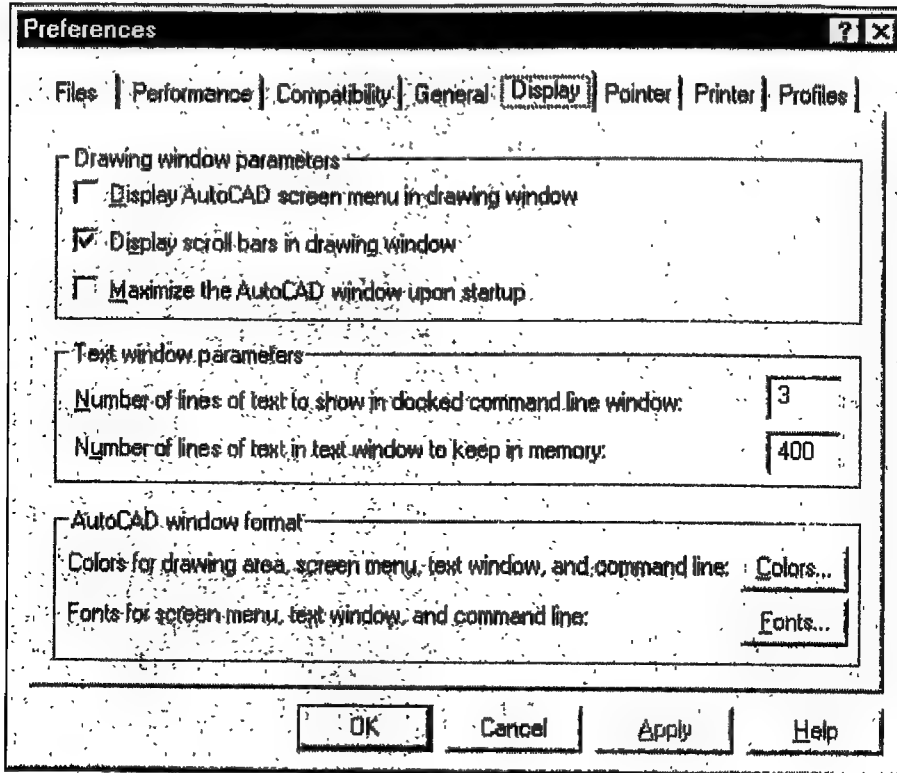 Preferences
Files Performance Compatibility General Display Pointer Printer Profiles
Drawing window parameters
Display AutoCAD screen menu in drawing window
Display scroll bars in drawing window
Maximize the AutoCAD window upon startup
Text window parameters
Number of lines of text to show in docked command line window: 3
Number of lines of text in text window to keep in memory: 400
AutoCAD window format
Colors for drawing area, screen menu, text window, and command line: Colors...
Fonts for screen menu, text window, and command line: Fonts...
OK Cancel Apply Help